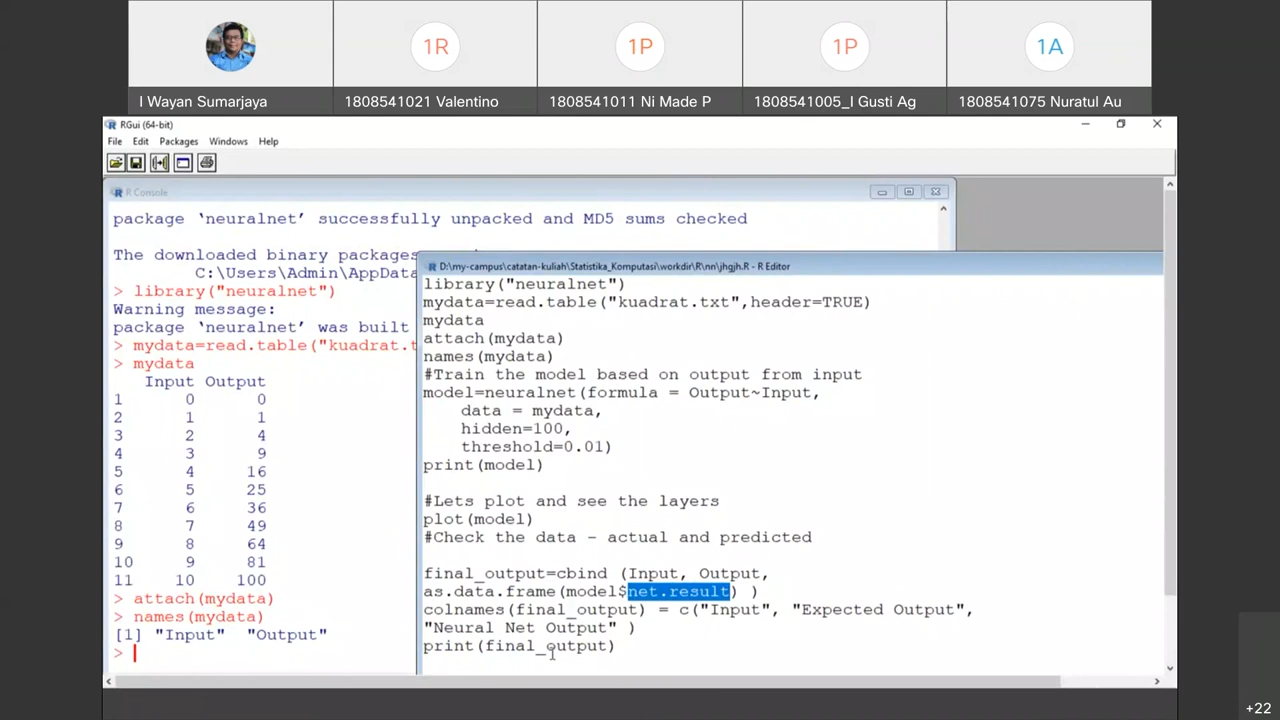 1R
1P
1P
1A
I Wayan Sumarjaya
1808541021 Valentino
1808541011 Ni Made P
1808541005_I Gusti Ag
1808541075 Nuratul Au
RGui (64-bit)
File Edit Packages Windows Help
R Console
package ‘neuralnet’ successfully unpacked and MD5 sums checked
The downloaded binary packages
C:\Users\Admin\AppData
> library("neuralnet")
Warning message:
package ‘neuralnet’ was built
> mydata=read.table("kuadrat.t
> mydata
Input Output
1 0 0
2 1 1
3 2 4
4 3 9
5 4 16
6 5 25
7 6 36
8 7 49
9 8 64
10 9 81
11 10 100
> attach(mydata)
> names(mydata)
[1] "Input" "Output"
>
D:\my-campus\catatan-kuliah\Statistika_Komputasi\workdir\R\nn\jhgjh.R - R Editor
library("neuralnet")
mydata=read.table("kuadrat.txt",header=TRUE)
mydata
attach(mydata)
names(mydata)
#Train the model based on output from input
model=neuralnet(formula = Output~Input,
data = mydata,
hidden=100,
threshold=0.01)
print(model)
#Lets plot and see the layers
plot(model)
#Check the data - actual and predicted
final_output=cbind (Input, Output,
as.data.frame(model$net.result) )
colnames(final_output) = c("Input", "Expected Output",
"Neural Net Output" )
print(final_output)
+22